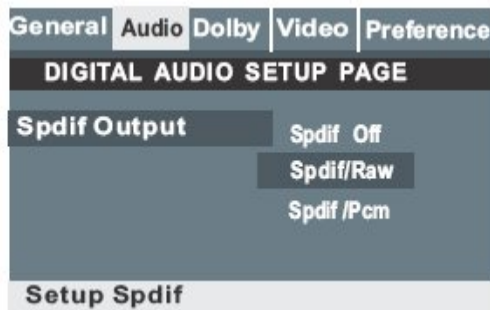 General Audio Dolby Video Preference
DIGITAL AUDIO SETUP PAGE
Spdif Output
Spdif Off
Spdif/Raw
Spdif /Pcm
Setup Spdif